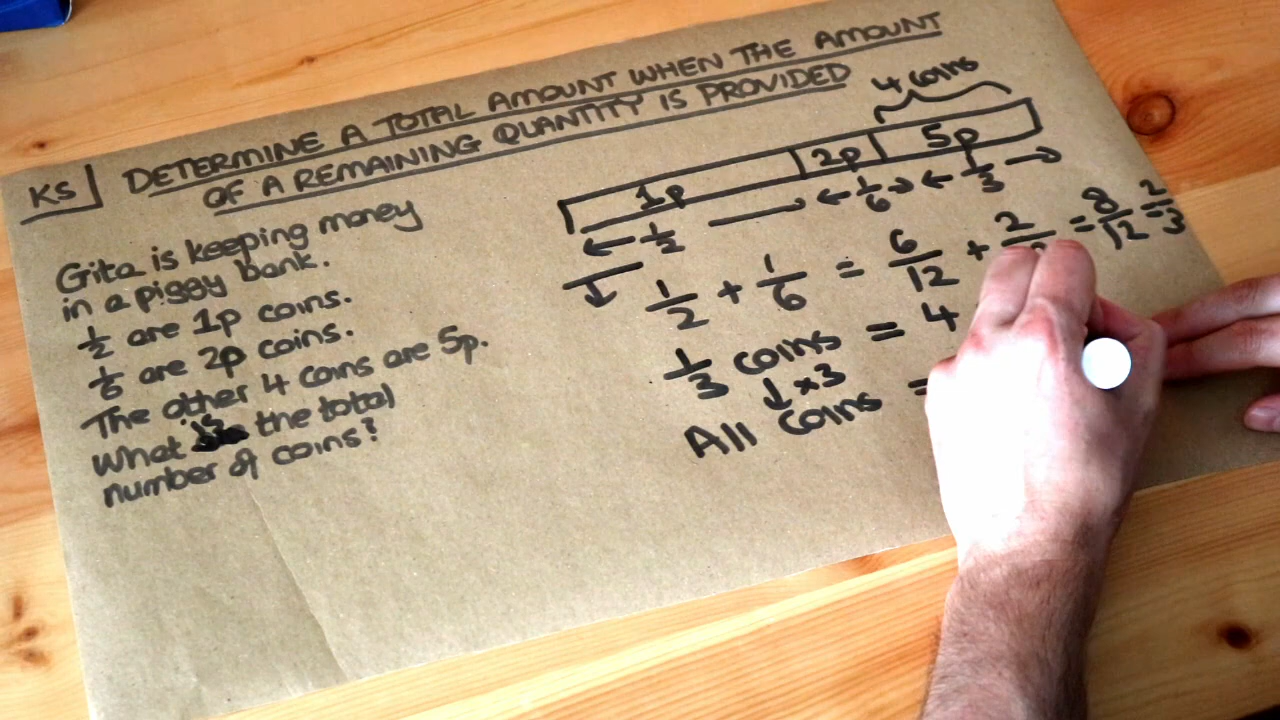 KS
DETERMINE A TOTAL AMOUNT WHEN THE AMOUNT
OF A REMAINING QUANTITY IS PROVIDED
Gita is keeping money
in a piggy bank.
1/2 are 1p coins.
1/6 are 2p coins.
The other 4 coins are 5p.
What is the total
number of coins?
4 coins
1p 2p 5p
1/2 1/6 1/3
1/2 + 1/6 = 6/12 + 2/ = 8/12 = 2/3
1/3 coins = 4
↓ ×3
All coins =